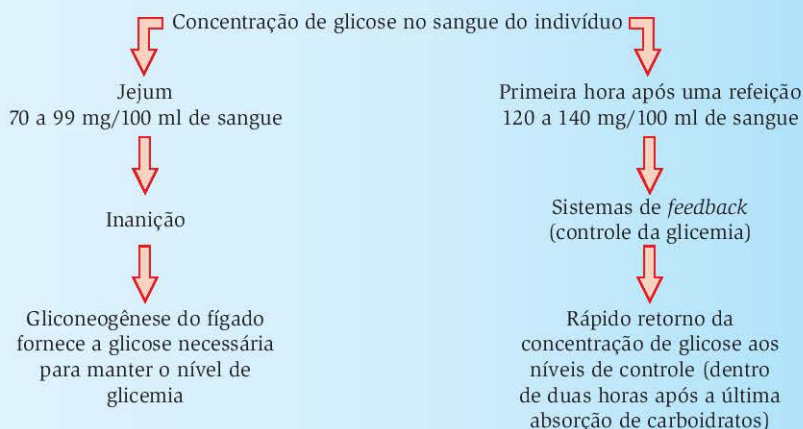 Concentração de glicose no sangue do indivíduo
Jejum
70 a 99 mg/100 ml de sangue
Inanição
Gliconeogênese do fígado
fornece a glicose necessária
para manter o nível de
glicemia
Primeira hora após uma refeição
120 a 140 mg/100 ml de sangue
Sistemas de feedback
(controle da glicemia)
Rápido retorno da
concentração de glicose aos
níveis de controle (dentro
de duas horas após a última
absorção de carboidratos)